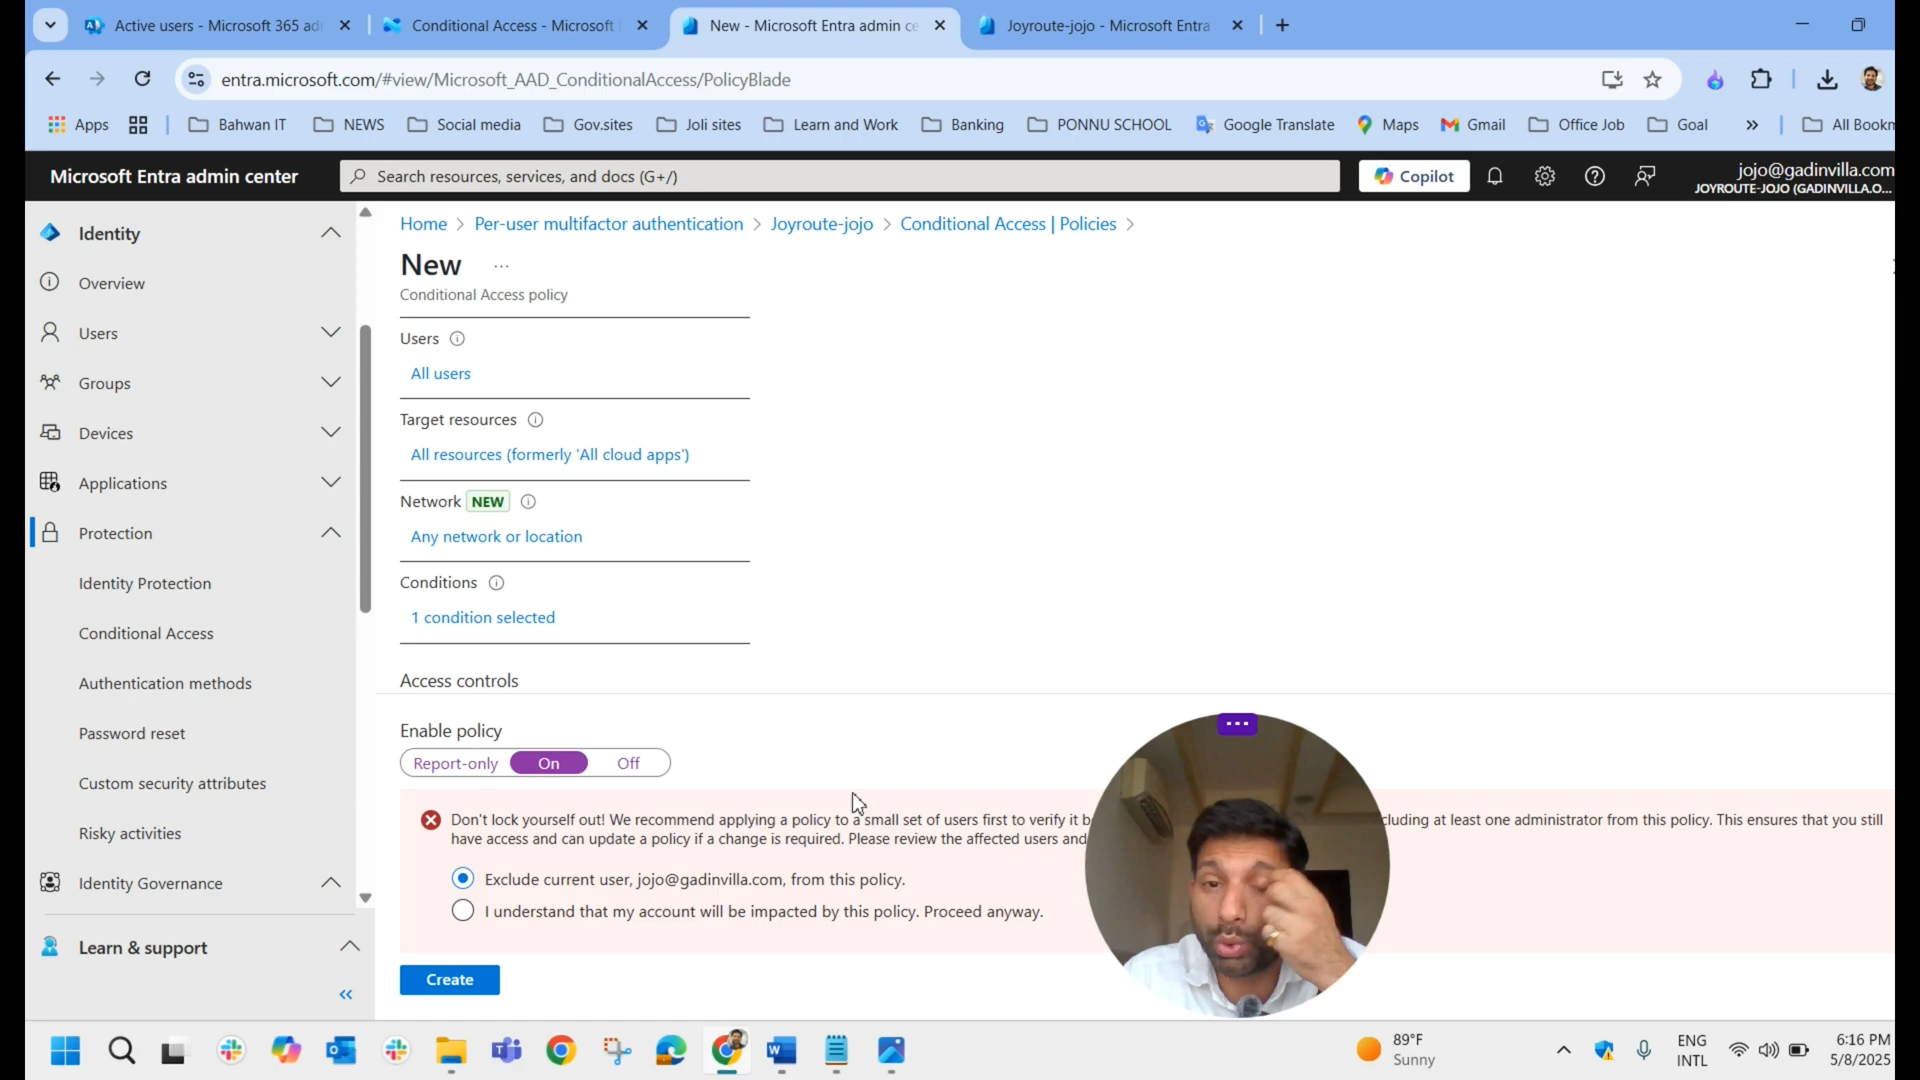 Active users - Microsoft 365 ad
Conditional Access - Microsoft
New - Microsoft Entra admin ce
Joyroute-jojo - Microsoft Entra
entra.microsoft.com/#view/Microsoft_AAD_ConditionalAccess/PolicyBlade
Apps
Bahwan IT
NEWS
Social media
Gov.sites
Joli sites
Learn and Work
Banking
PONNU SCHOOL
Google Translate
Maps
Gmail
Office Job
Goal
All Bookm
Microsoft Entra admin center
Search resources, services, and docs (G+/)
Copilot
jojo@gadinvilla.com
JOYROUTE-JOJO (GADINVILLA.O...
Identity
Overview
Users
Groups
Devices
Applications
Protection
Identity Protection
Conditional Access
Authentication methods
Password reset
Custom security attributes
Risky activities
Identity Governance
Learn & support
Home > Per-user multifactor authentication > Joyroute-jojo > Conditional Access | Policies >
New ...
Conditional Access policy
Users
All users
Target resources
All resources (formerly 'All cloud apps')
Network NEW
Any network or location
Conditions
1 condition selected
Access controls
Enable policy
Report-only On Off
Don't lock yourself out! We recommend applying a policy to a small set of users first to verify it b cluding at least one administrator from this policy. This ensures that you still
have access and can update a policy if a change is required. Please review the affected users and
Exclude current user, jojo@gadinvilla.com, from this policy.
I understand that my account will be impacted by this policy. Proceed anyway.
Create
89°F
Sunny
ENG
INTL
6:16 PM
5/8/2025